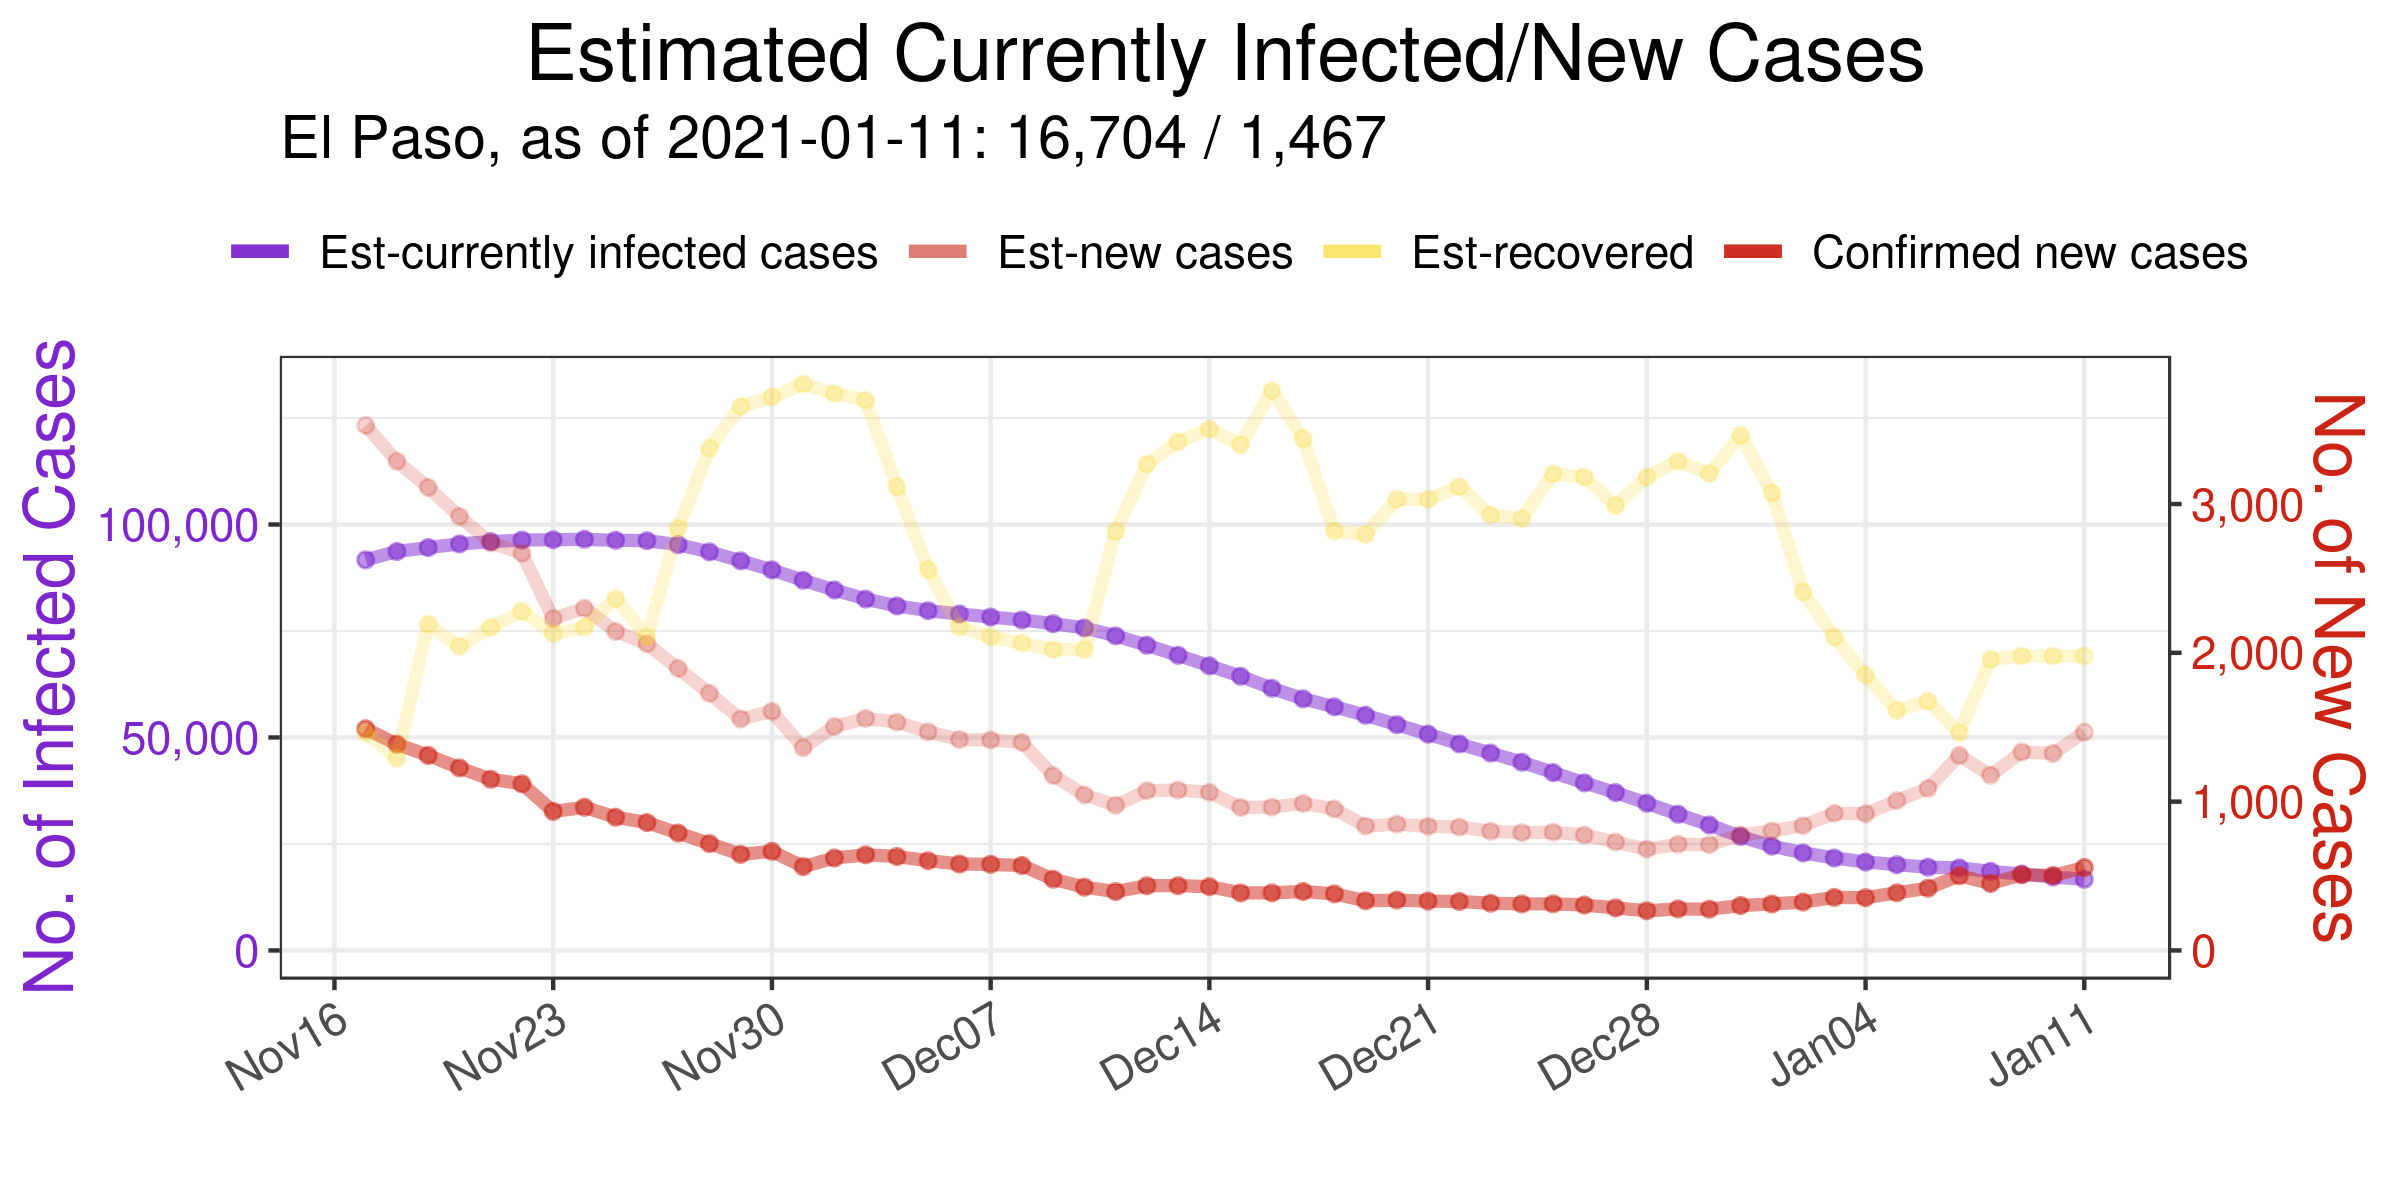 Estimated Currently Infected/New Cases
El Paso, as of 2021-01-11: 16,704 / 1,467
Est-currently infected cases Est-new cases Est-recovered Confirmed new cases
No. of Infected Cases
100,000
50,000
0
No. of New Cases
3,000
2,000
1,000
0
Nov16 Nov23 Nov30 Dec07 Dec14 Dec21 Dec28 Jan04 Jan11